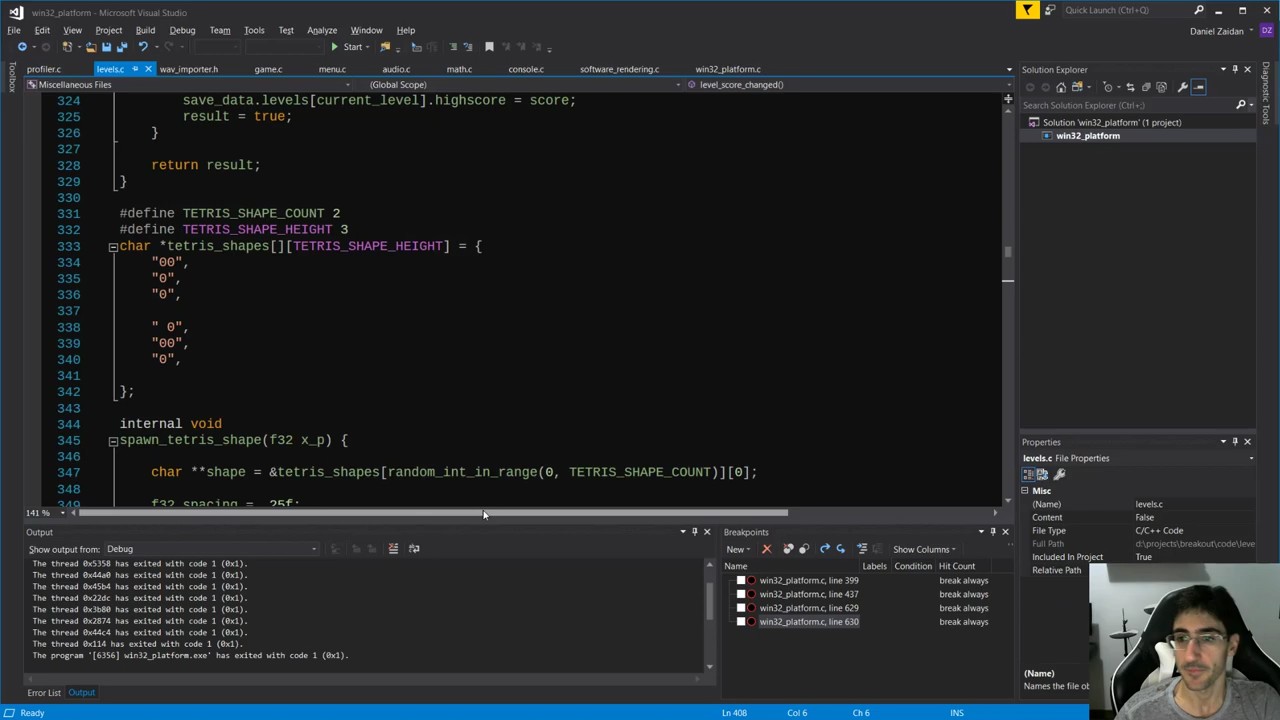 win32_platform - Microsoft Visual Studio
Quick Launch (Ctrl+Q)
File Edit View Project Build Debug Team Tools Test Analyze Window Help
Daniel Zaidan DZ
Start
profiler.c levels.c wav_importer.h game.c menu.c audio.c math.c console.c software_rendering.c win32_platform.c
Miscellaneous Files (Global Scope) level_score_changed()
Toolbox
324 save_data.levels[current_level].highscore = score;
325 result = true;
326 }
327
328 return result;
329 }
330
331 #define TETRIS_SHAPE_COUNT 2
332 #define TETRIS_SHAPE_HEIGHT 3
333 char *tetris_shapes[][TETRIS_SHAPE_HEIGHT] = {
334 "00",
335 "0",
336 "0",
337
338 " 0",
339 "00",
340 "0",
341
342 };
343
344 internal void
345 spawn_tetris_shape(f32 x_p) {
346
347 char **shape = &tetris_shapes[random_int_in_range(0, TETRIS_SHAPE_COUNT)][0];
348
349 f32 spacing = .25f;
141 %
Solution Explorer
Search Solution Explorer (Ctrl+;)
Solution 'win32_platform' (1 project)
win32_platform
Diagnostic Tools
Properties
levels.c File Properties
Misc
(Name) levels.c
Content False
File Type C/C++ Code
Full Path d:\projects\breakout\code\leve
Included In Project True
Relative Path
(Name)
Names the file ob
Output
Show output from: Debug
The thread 0x5358 has exited with code 1 (0x1).
The thread 0x44a0 has exited with code 1 (0x1).
The thread 0x45b4 has exited with code 1 (0x1).
The thread 0x22dc has exited with code 1 (0x1).
The thread 0x3b80 has exited with code 1 (0x1).
The thread 0x2874 has exited with code 1 (0x1).
The thread 0x44c4 has exited with code 1 (0x1).
The thread 0x114 has exited with code 1 (0x1).
The program '[6356] win32_platform.exe' has exited with code 1 (0x1).
Breakpoints
New Show Columns
Name Labels Condition Hit Count
win32_platform.c, line 399 break always
win32_platform.c, line 437 break always
win32_platform.c, line 629 break always
win32_platform.c, line 630 break always
Error List Output
Ready Ln 408 Col 6 Ch 6 INS